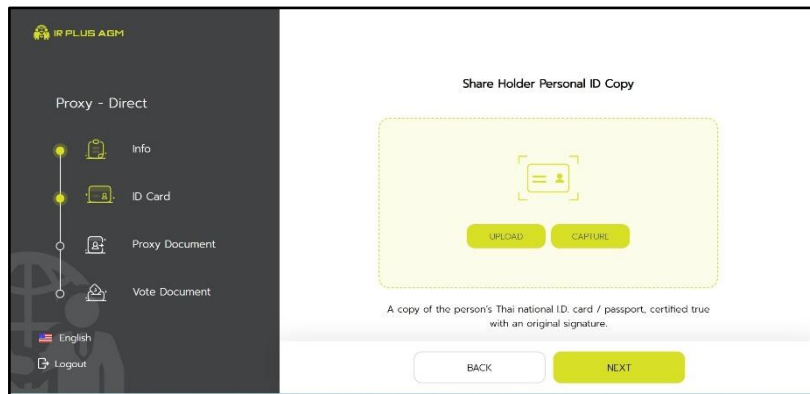 IR PLUS AGM
Proxy - Direct
Info
ID Card
Proxy Document
Vote Document
English
Logout
Share Holder Personal ID Copy
UPLOAD
CAPTURE
A copy of the person's Thai national I.D. card / passport, certified true
with an original signature.
BACK
NEXT